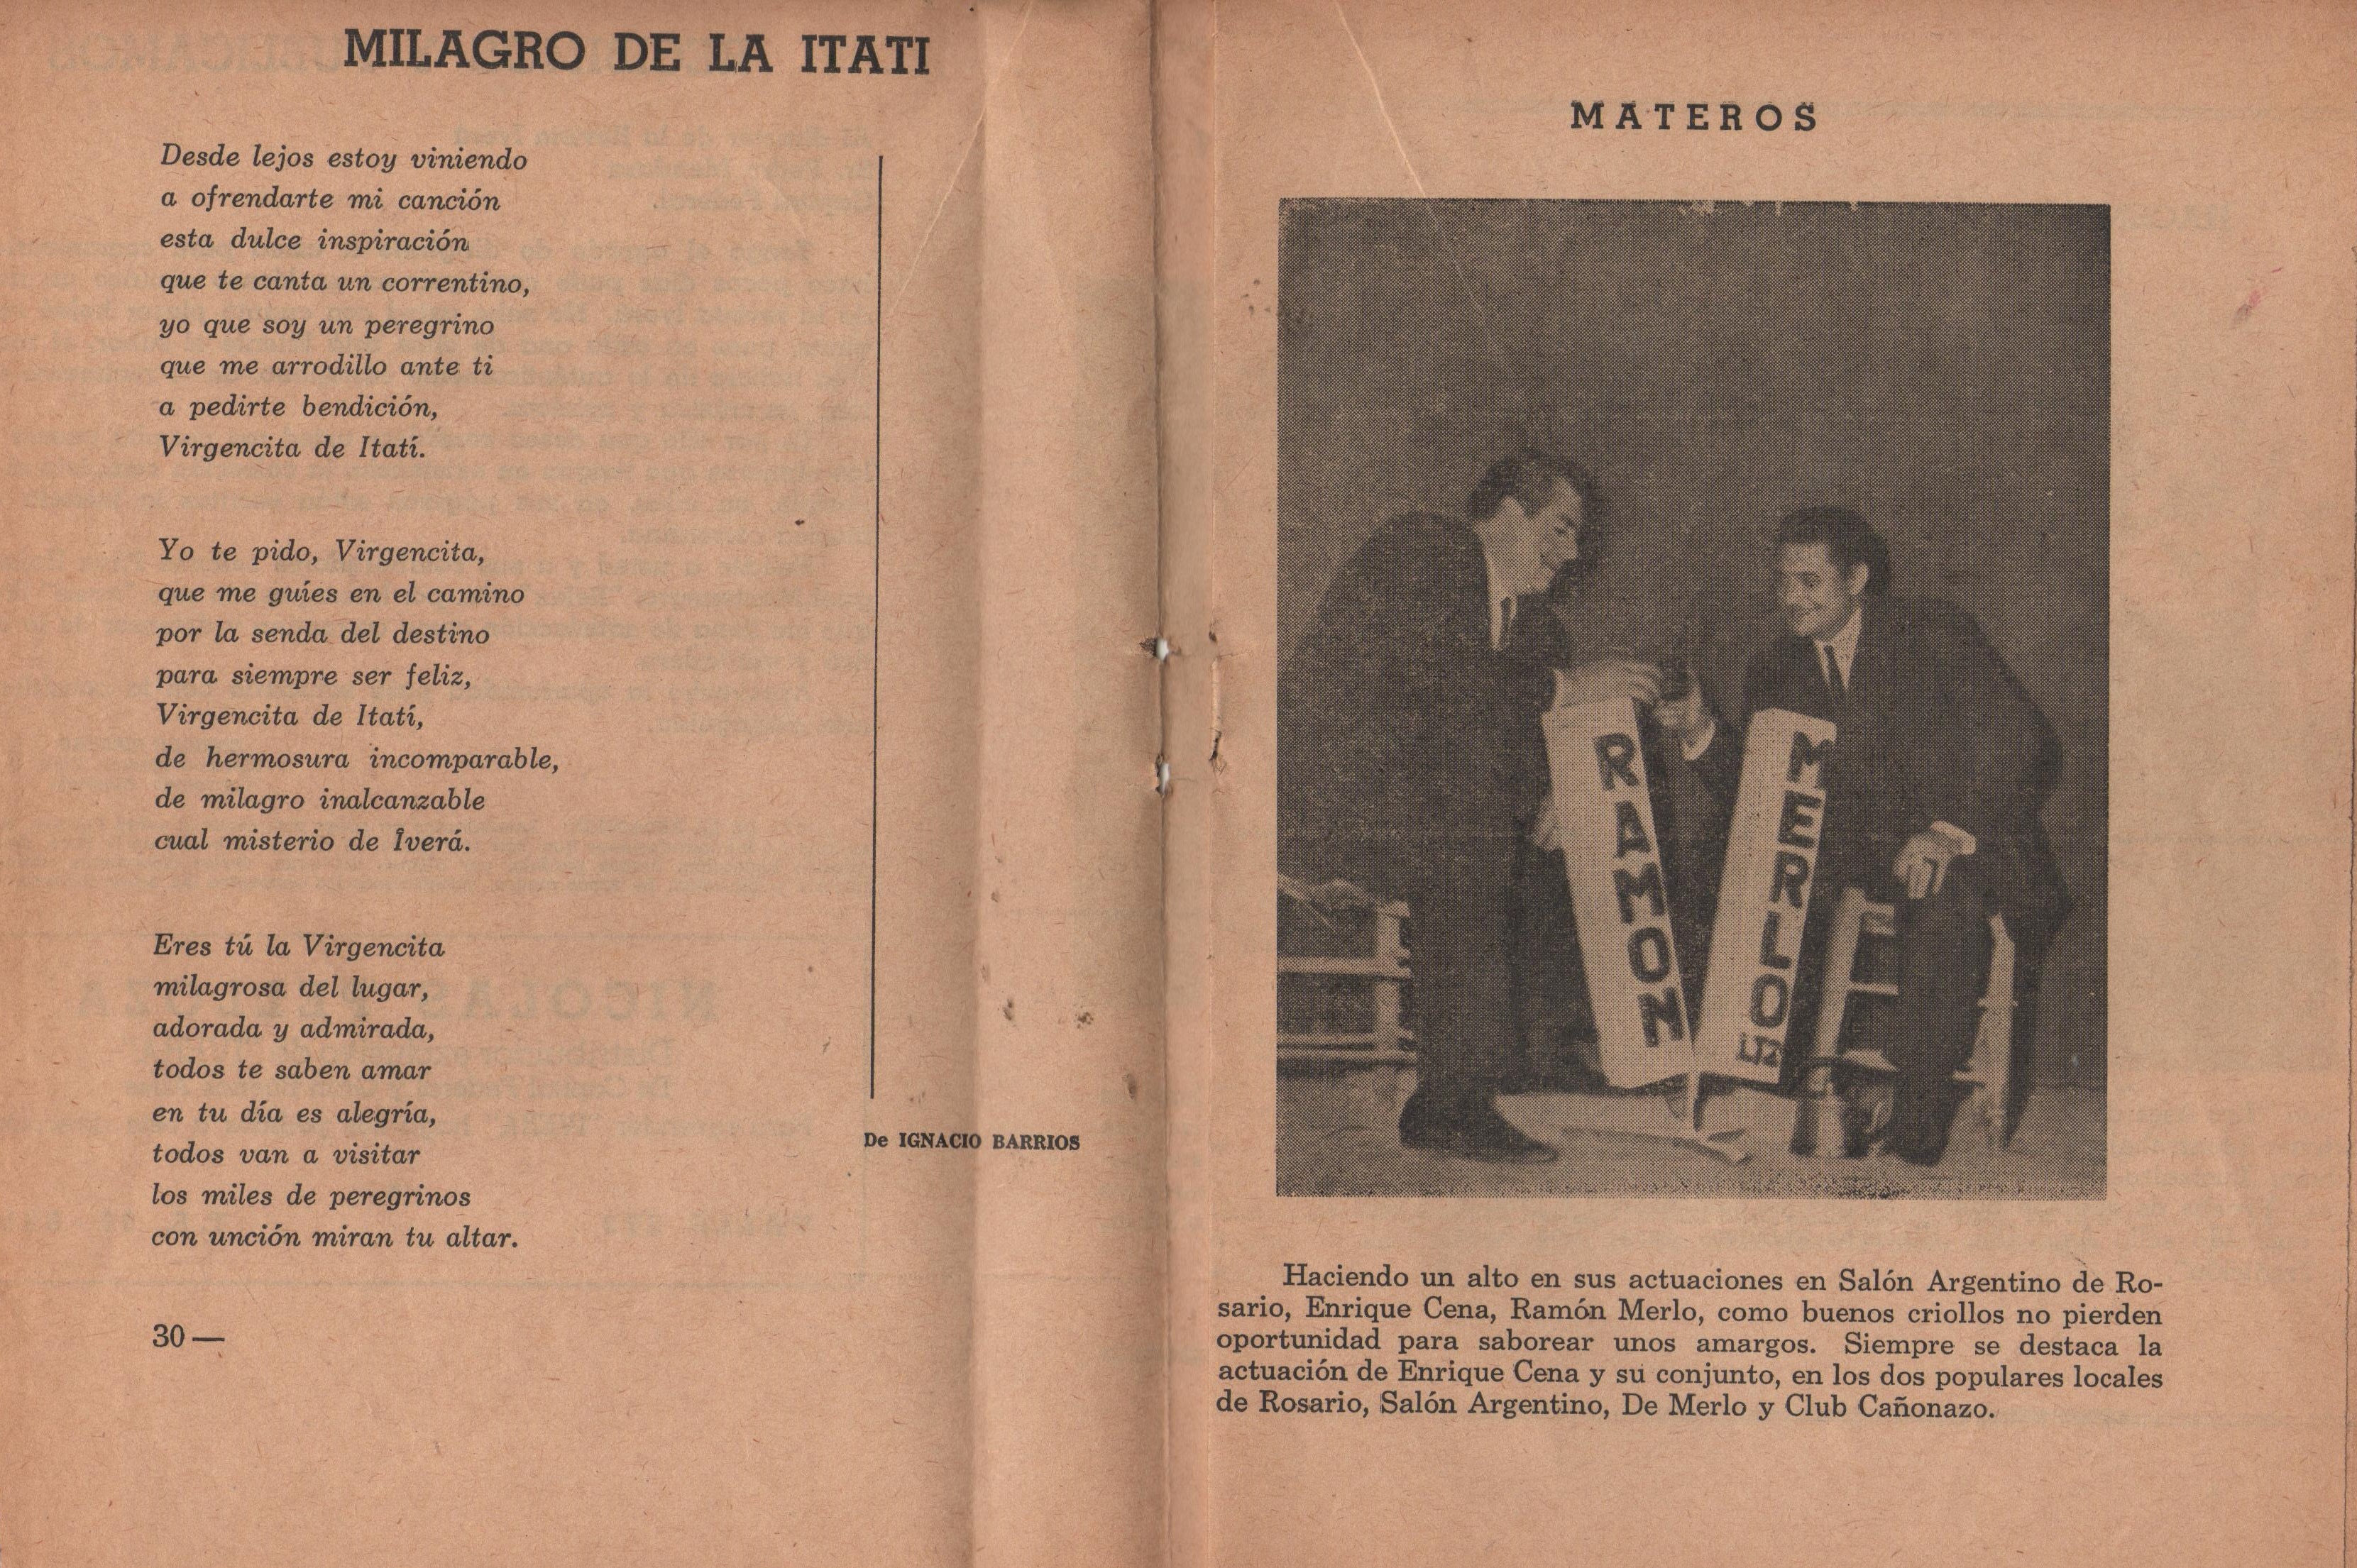 MILAGRO DE LA ITATI
Desde lejos estoy viniendo
a ofrendarte mi canción
esta dulce inspiración
que te canta un correntino,
yo que soy un peregrino
que me arrodillo ante ti
a pedirte bendición,
Virgencita de Itatí.
Yo te pido, Virgencita,
que me guíes en el camino
por la senda del destino
para siempre ser feliz,
Virgencita de Itatí,
de hermosura incomparable,
de milagro inalcanzable
cual misterio de Îverá.
Eres tú la Virgencita
milagrosa del lugar,
adorada y admirada,
todos te saben amar
en tu día es alegría,
todos van a visitar
los miles de peregrinos
con unción miran tu altar.
De IGNACIO BARRIOS
30 —
MATEROS
RAMON
MERLO
Haciendo un alto en sus actuaciones en Salón Argentino de Ro-
sario, Enrique Cena, Ramón Merlo, como buenos criollos no pierden
oportunidad para saborear unos amargos. Siempre se destaca la
actuación de Enrique Cena y su conjunto, en los dos populares locales
de Rosario, Salón Argentino, De Merlo y Club Cañonazo.